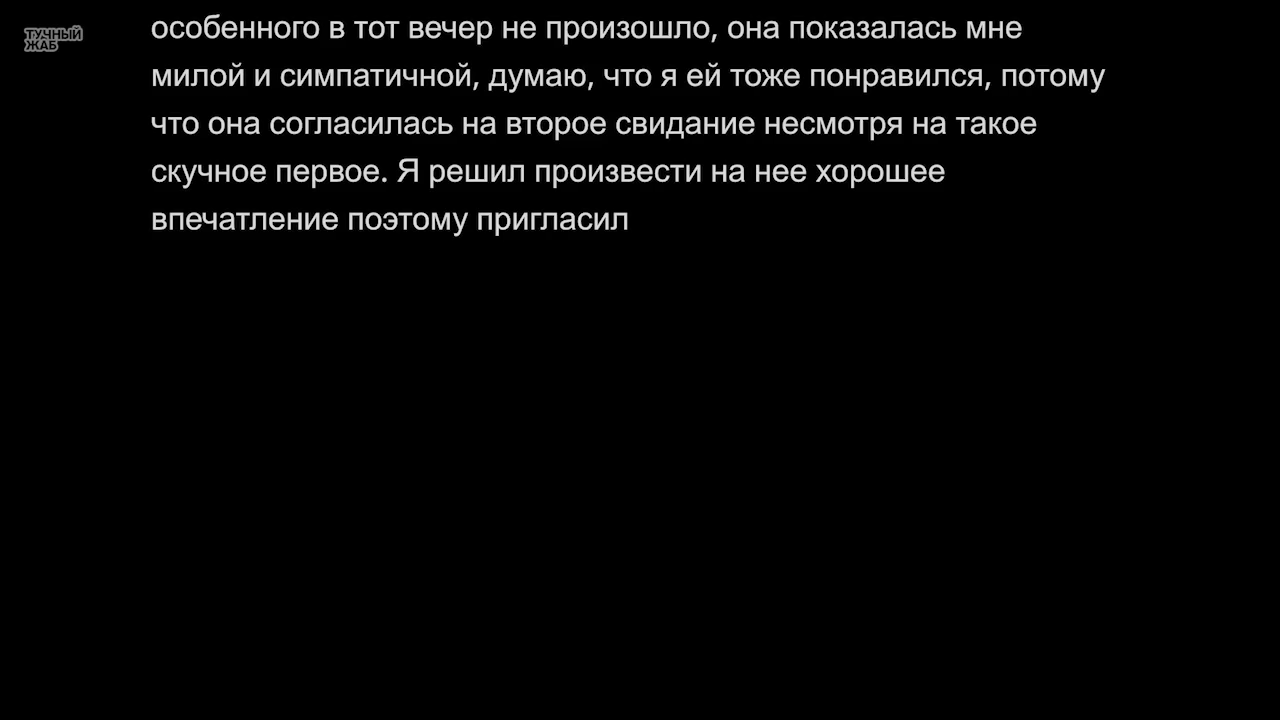 ТУЧНЫЙ
ЖАБ
особенного в тот вечер не произошло, она показалась мне
милой и симпатичной, думаю, что я ей тоже понравился, потому
что она согласилась на второе свидание несмотря на такое
скучное первое. Я решил произвести на нее хорошее
впечатление поэтому пригласил